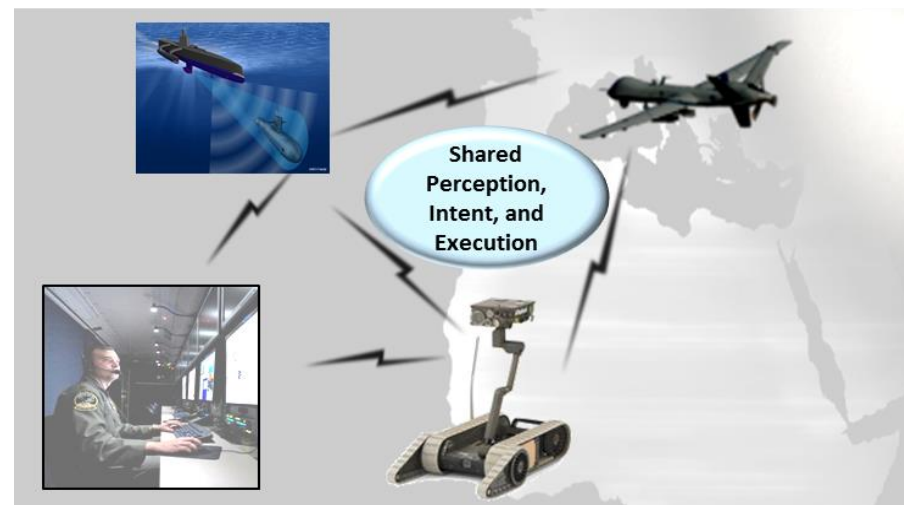 Shared
Perception,
Intent, and
Execution